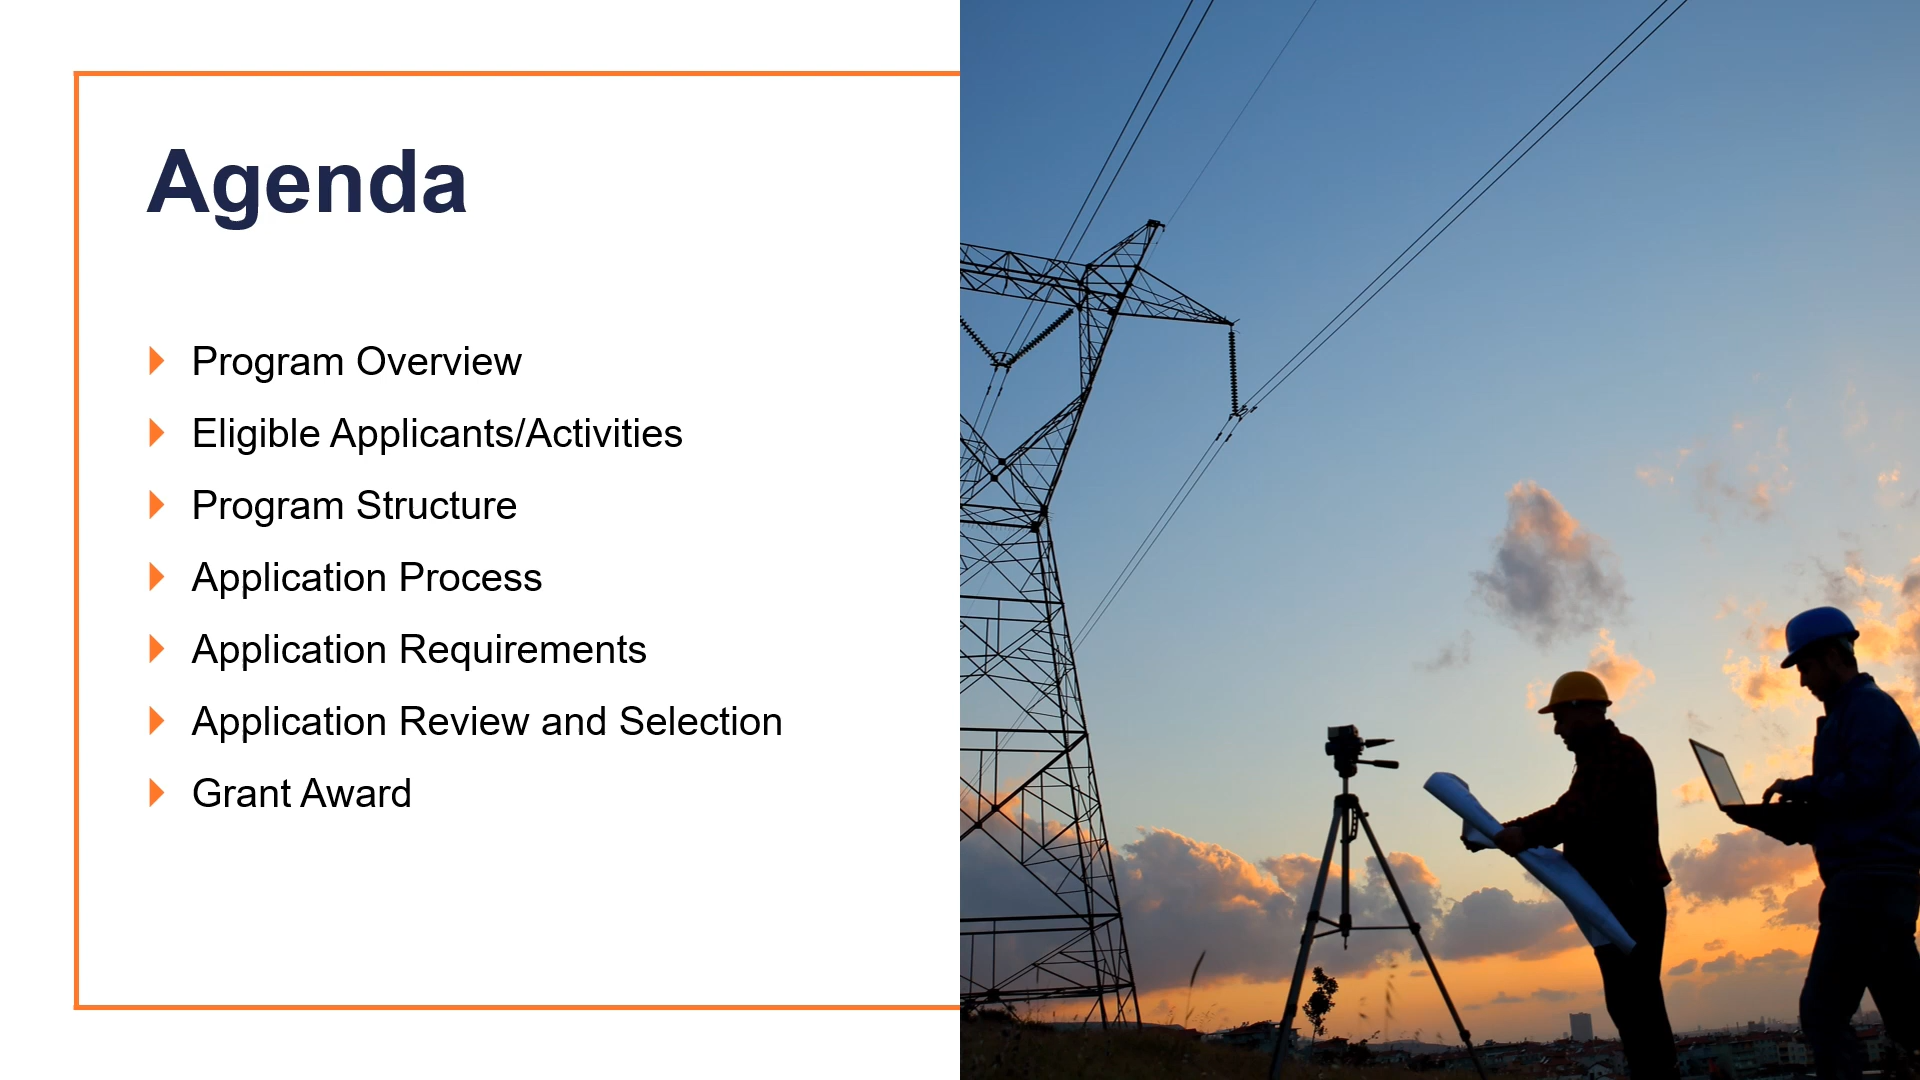 Agenda
Program Overview
Eligible Applicants/Activities
Program Structure
Application Process
Application Requirements
Application Review and Selection
Grant Award